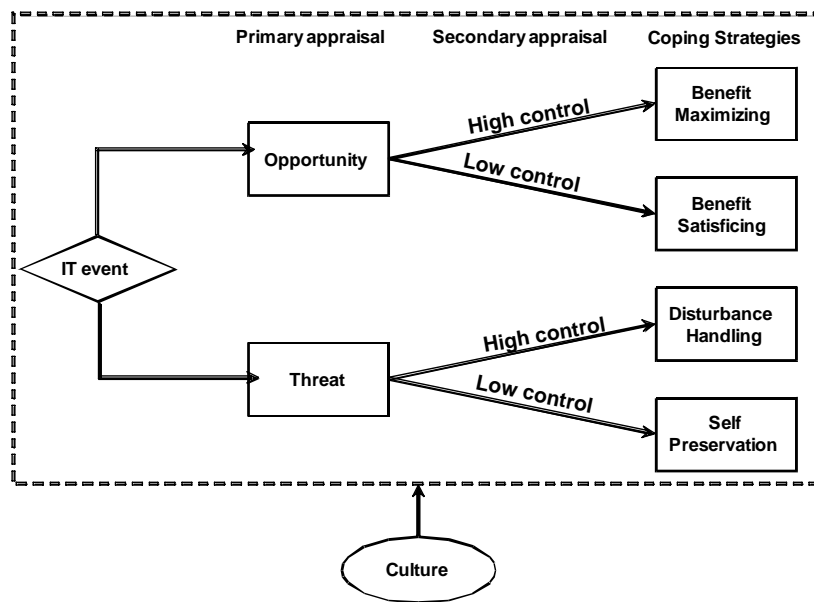 Primary appraisal Secondary appraisal Coping Strategies
Benefit
Maximizing
High control
Opportunity
Low control
Benefit
Satisficing
IT event
Disturbance
Handling
High control
Threat
Low control
Self
Preservation
Culture